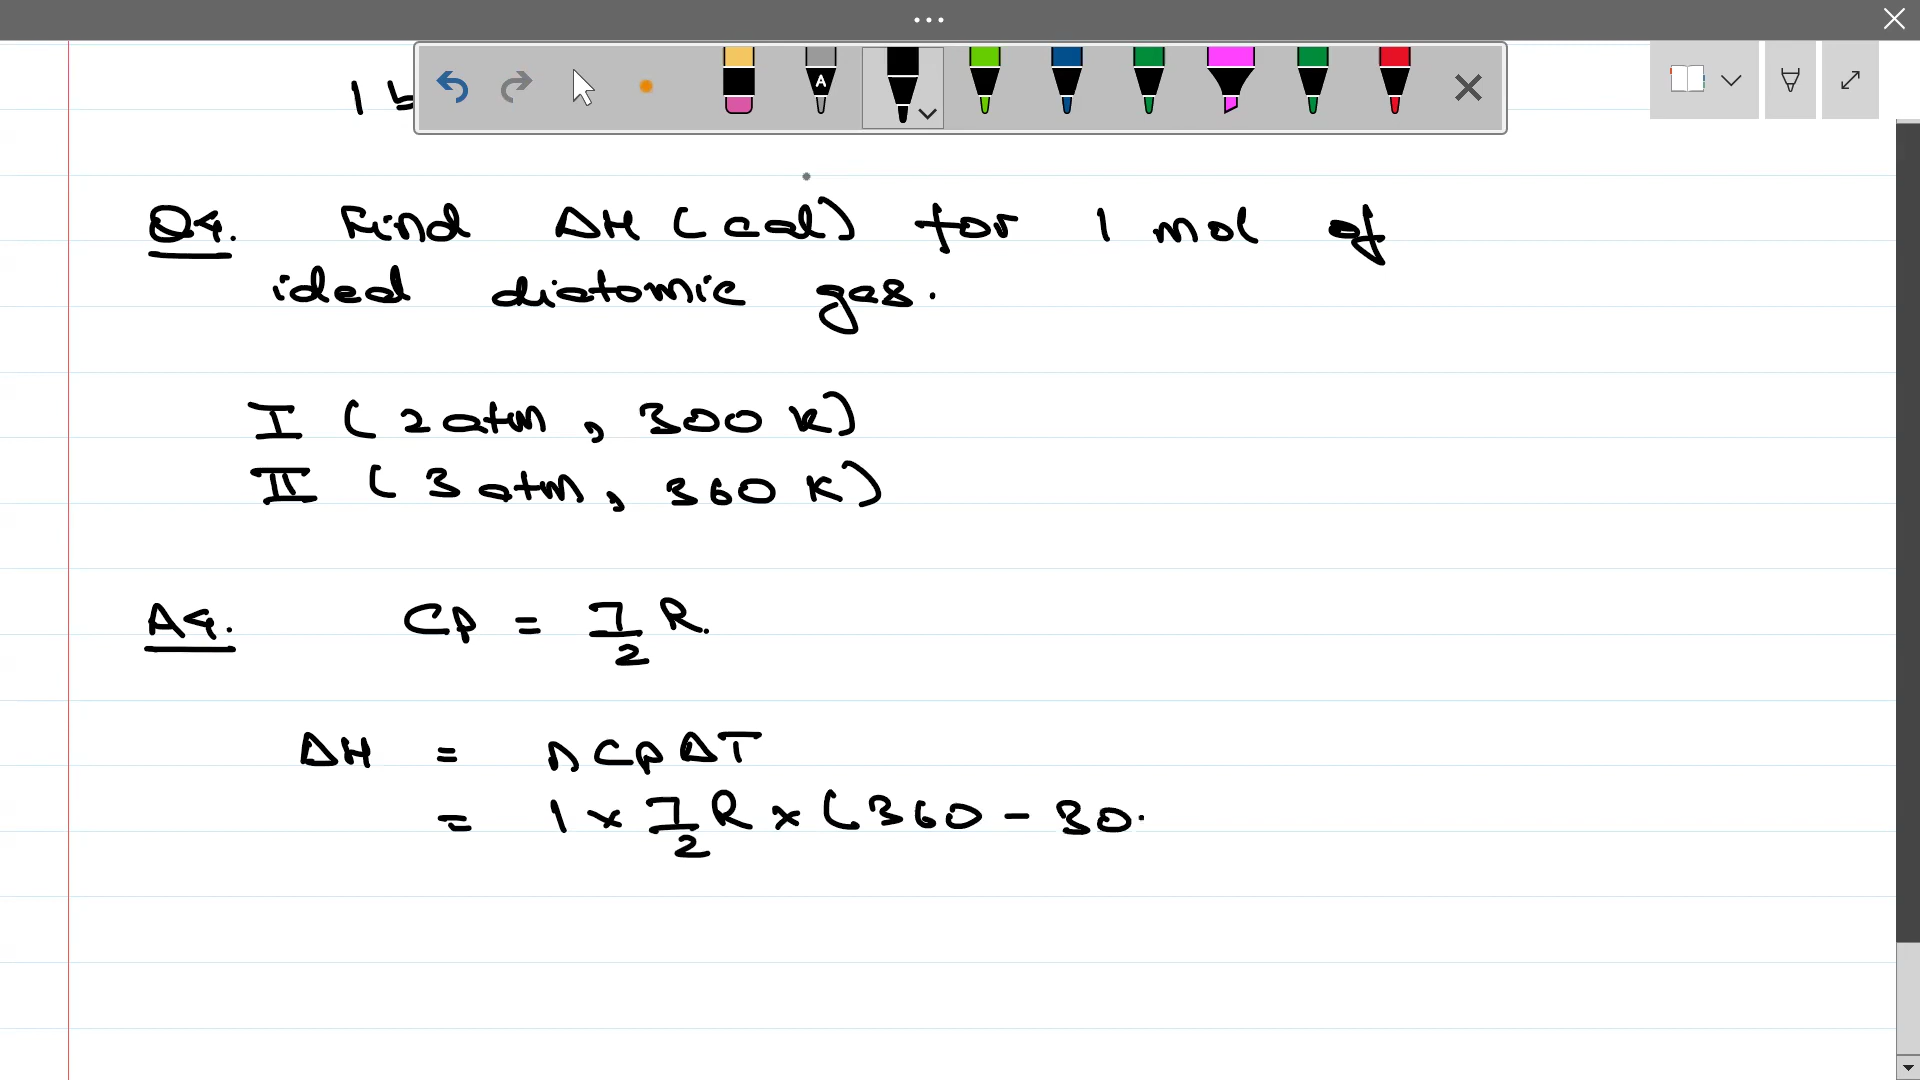 Q4. Find ΔH (cal) for 1 mol of
ideal diatomic gas.
I (2 atm, 300 K)
II (3 atm, 360 K)
A4. Cp = 7/2 R.
ΔH = nCpΔT
= 1 × 7/2 R × (360 - 30